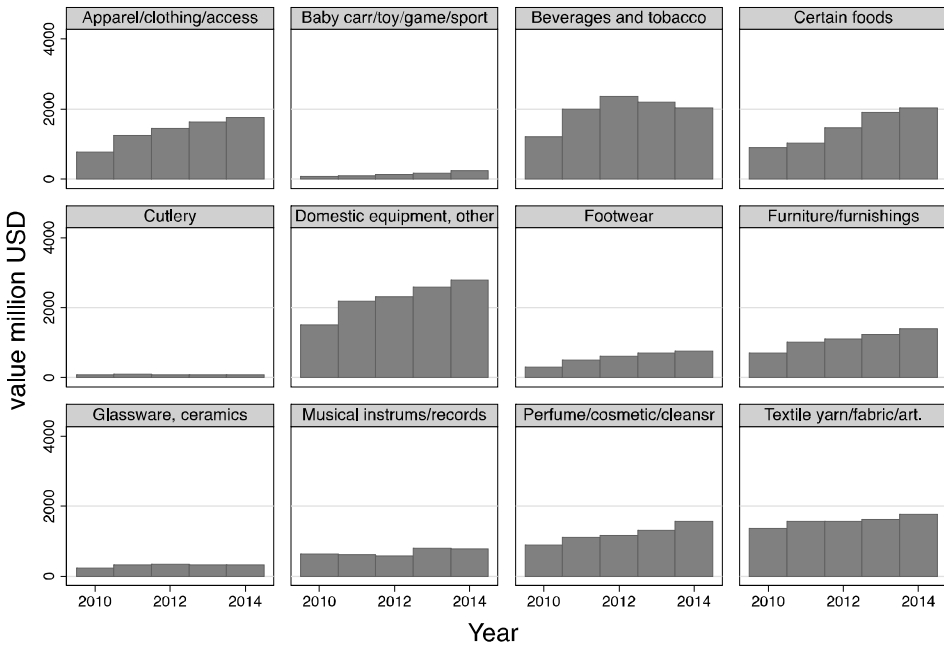 Apparel/clothing/access
Baby carr/toy/game/sport
Beverages and tobacco
Certain foods
4000
2000
0
Cutlery
Domestic equipment, other
Footwear
Furniture/furnishings
4000
2000
0
Glassware, ceramics
Musical instrums/records
Perfume/cosmetic/cleansr
Textile yarn/fabric/art.
4000
2000
0
value million USD
2010 2012 2014
2010 2012 2014
2010 2012 2014
2010 2012 2014
Year